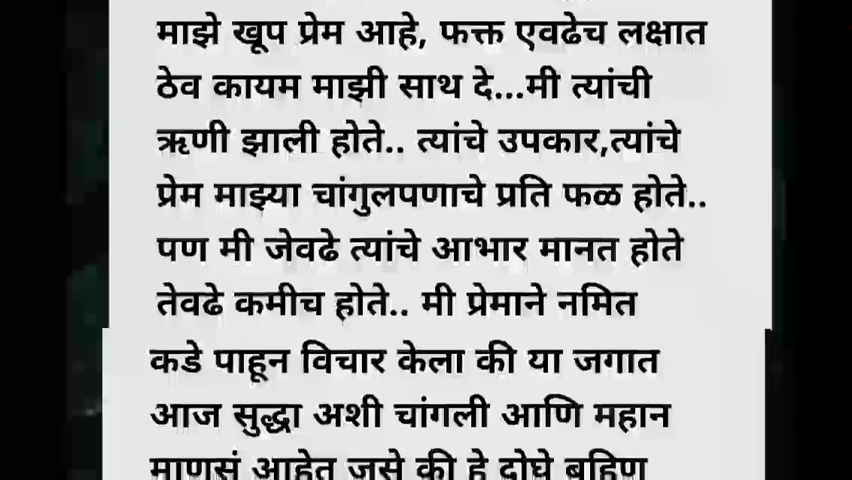 माझे खूप प्रेम आहे, फक्त एवढेच लक्षात
ठेव कायम माझी साथ दे...मी त्यांची
ऋणी झाली होते.. त्यांचे उपकार,त्यांचे
प्रेम माझ्या चांगुलपणाचे प्रति फळ होते..
पण मी जेवढे त्यांचे आभार मानत होते
तेवढे कमीच होते.. मी प्रेमाने नमित
कडे पाहून विचार केला की या जगात
आज सुद्धा अशी चांगली आणि महान
माणसं आहेत जसे की हे दोघे बहिण